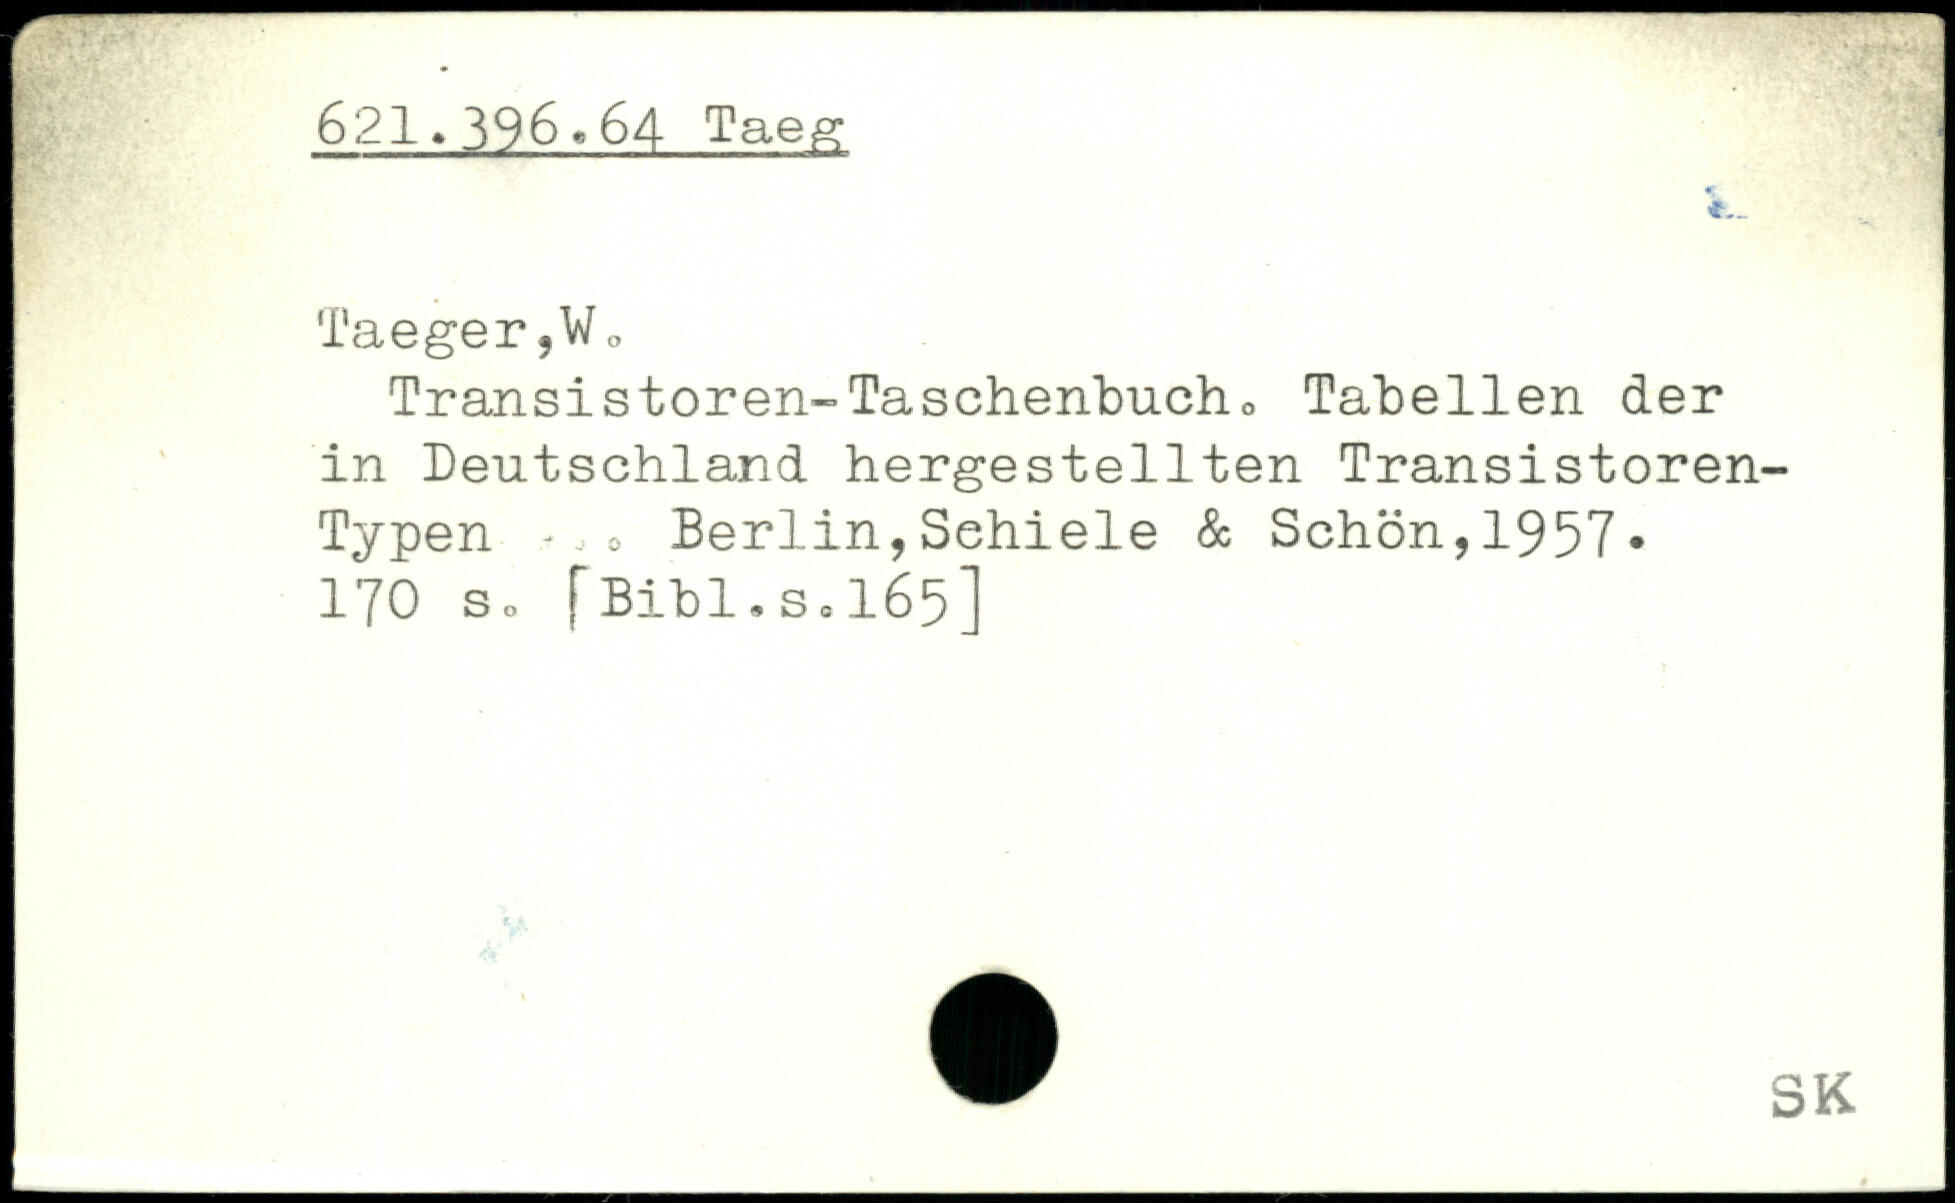 621.396.64 Taeg
Taeger,W.
Transistoren-Taschenbuch. Tabellen der
in Deutschland hergestellten Transistoren-
Typen ... Berlin,Schiele & Schön,1957.
170 s. [Bibl.s.165]
SK